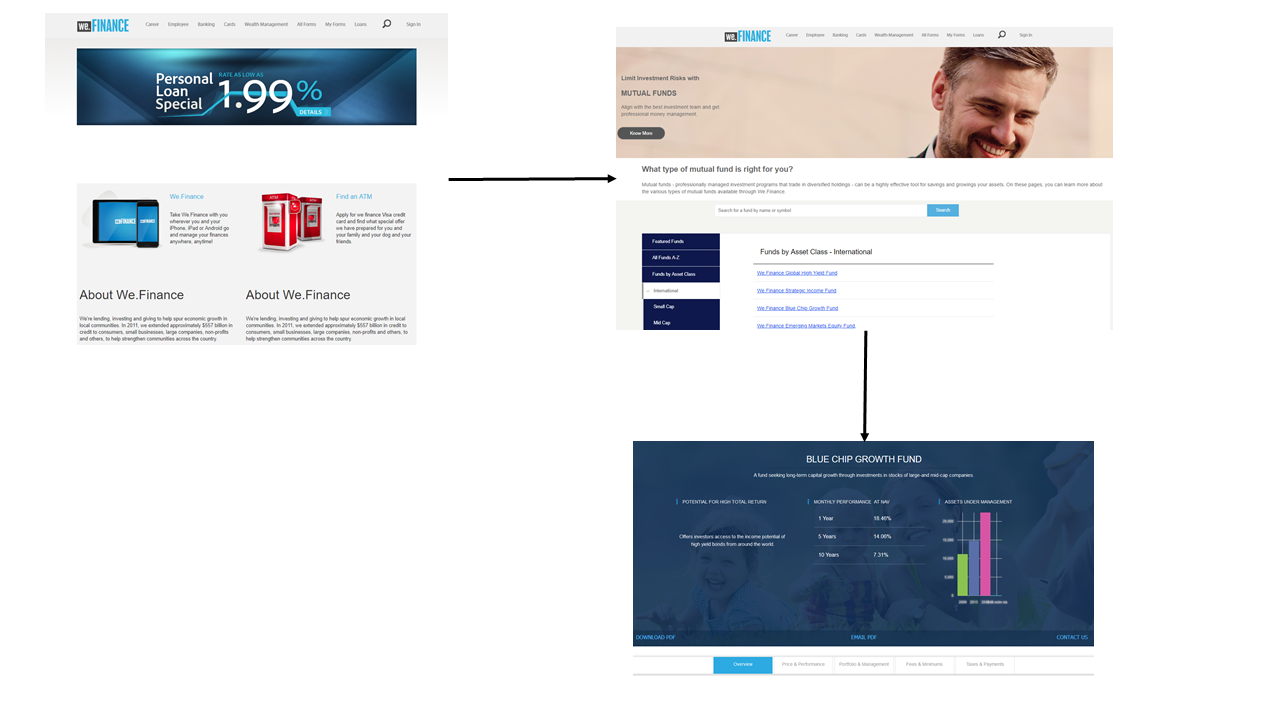 we.FINANCE
Career Employee Banking Cards Wealth Management All Forms My Forms Loans Sign In
Personal
Loan
Special
RATE AS LOW AS
1.99%
DETAILS
We.Finance
Take We.Finance with you
wherever you and your
iPhone, iPad or Android go
and manage your finances
anywhere, anytime!
Find an ATM
Apply for we finance Visa credit
card and find what special offer
we have prepared for you and
your family and your dog and your
friends.
About We.Finance
We're lending, investing and giving to help spur economic growth in
local communities. In 2011, we extended approximately $557 billion in
credit to consumers, small businesses, large companies, non-profits
and others, to help strengthen communities across the country.
About We.Finance
We're lending, investing and giving to help spur economic growth in local
communities. In 2011, we extended approximately $557 billion in credit to
consumers, small businesses, large companies, non-profits and others, to
help strengthen communities across the country.
we.FINANCE
Career Employee Banking Cards Wealth Management All Forms My Forms Loans Sign In
Limit Investment Risks with
MUTUAL FUNDS
Align with the best investment team and get
professional money management.
Know More
What type of mutual fund is right for you?
Mutual funds - professionally managed investment programs that trade in diversified holdings - can be a highly effective tool for savings and growings your assets. On these pages, you can learn more about
the various types of mutual funds available through We.Finance.
Search for a fund by name or symbol
Search
Featured Funds
All Funds A-Z
Funds by Asset Class
– International
Small Cap
Mid Cap
Funds by Asset Class - International
We.Finance Global High Yield Fund
We.Finance Strategic Income Fund
We.Finance Blue Chip Growth Fund
We.Finance Emerging Markets Equity Fund
BLUE CHIP GROWTH FUND
A fund seeking long-term capital growth through investments in stocks of large-and mid-cap companies.
POTENTIAL FOR HIGH TOTAL RETURN
Offers investors access to the income potential of
high yield bonds from around the world.
MONTHLY PERFORMANCE AT NAV
1 Year 18.46%
5 Years 14.06%
10 Years 7.31%
ASSETS UNDER MANAGEMENT
20,000
15,000
10,000
5,000
0
DOWNLOAD PDF EMAIL PDF CONTACT US
Overview Price & Performance Portfolio & Management Fees & Minimums Taxes & Payments